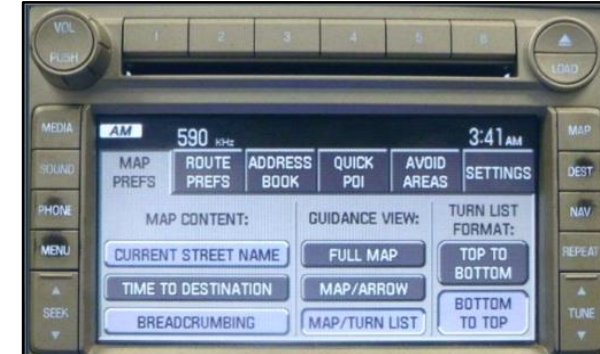 VOL
PUSH
1 2 3 4 5 6
LOAD
MEDIA
SOUND
PHONE
MENU
SEEK
AM 590 KHz 3:41 AM
MAP PREFS
ROUTE PREFS
ADDRESS BOOK
QUICK POI
AVOID AREAS
SETTINGS
MAP CONTENT:
CURRENT STREET NAME
TIME TO DESTINATION
BREADCRUMBING
GUIDANCE VIEW:
FULL MAP
MAP/ARROW
MAP/TURN LIST
TURN LIST
FORMAT:
TOP TO
BOTTOM
BOTTOM
TO TOP
MAP
DEST
NAV
REPEAT
TUNE